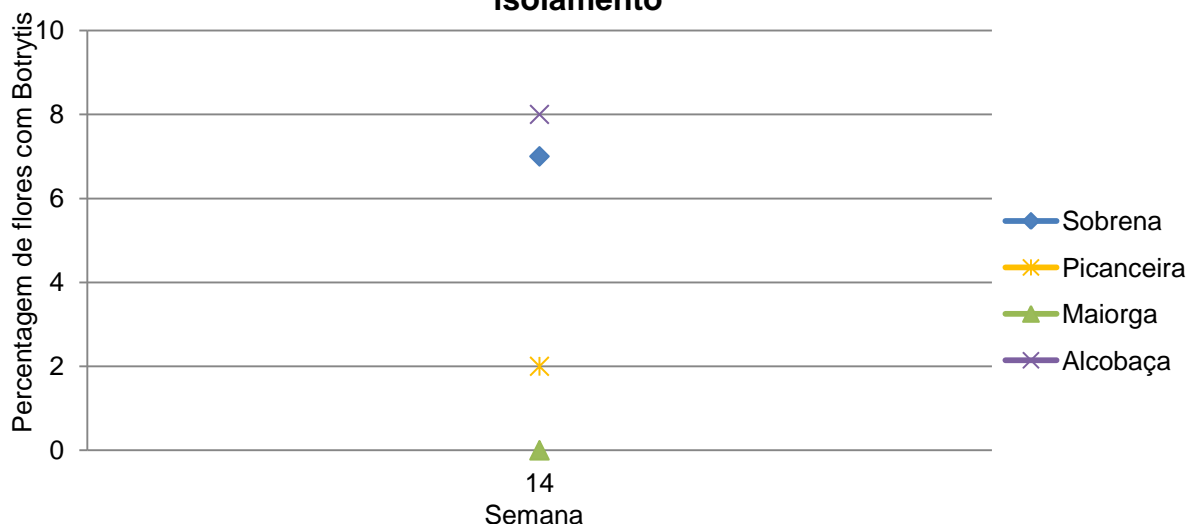 isolamento
Percentagem de flores com Botrytis
10
8
6
4
2
0
14
Semana
Sobrena
Picanceira
Maiorga
Alcobaça